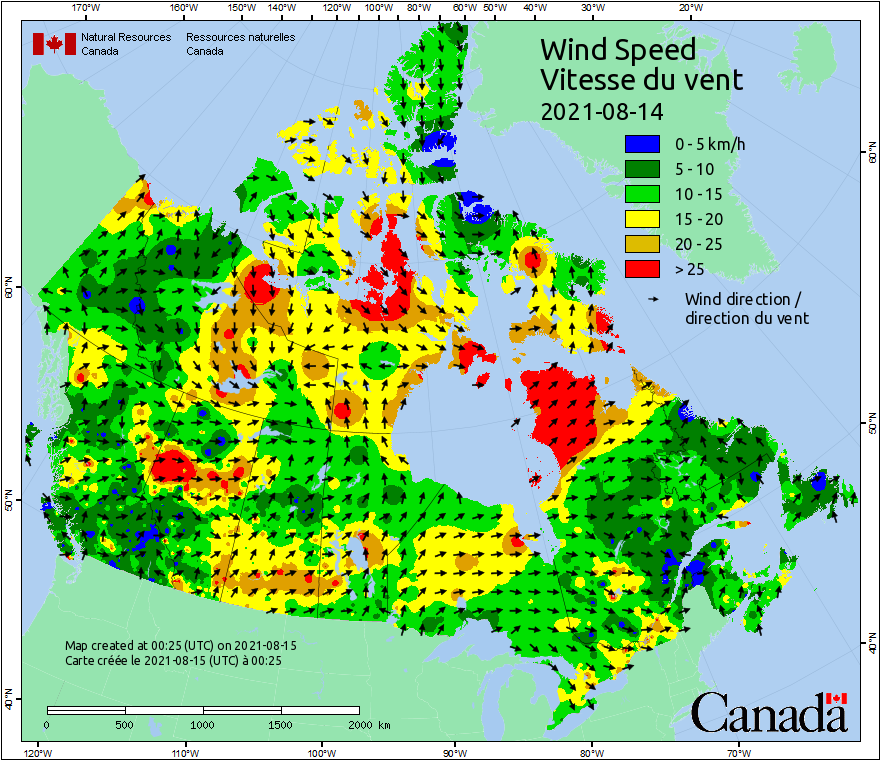 170°W 160°W 150°W 140°W 120°W 100°W 80°W 60°W 50°W 40°W 30°W 20°W
Natural Resources Canada
Ressources naturelles Canada
Wind Speed
Vitesse du vent
2021-08-14
0 - 5 km/h
5 - 10
10 - 15
15 - 20
20 - 25
> 25
Wind direction /
direction du vent
60°N
50°N
40°N
60°N
50°N
40°N
Map created at 00:25 (UTC) on 2021-08-15
Carte créée le 2021-08-15 (UTC) à 00:25
0 500 1000 1500 2000 km
Canada
120°W 110°W 100°W 90°W 80°W 70°W